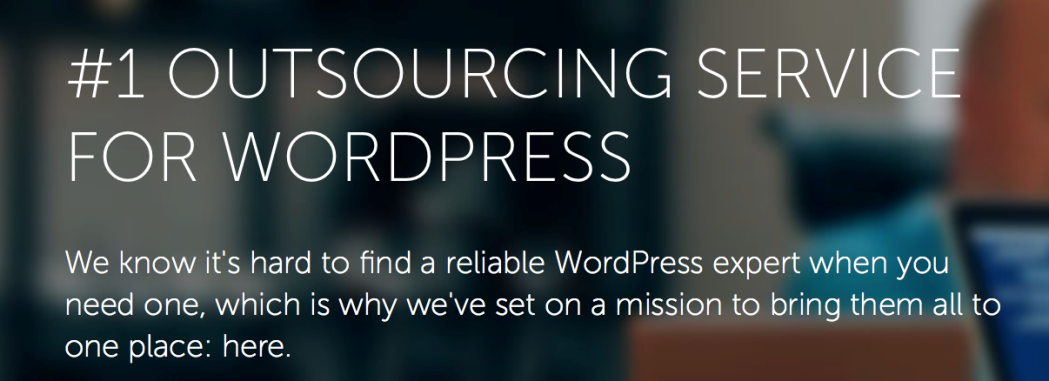 #1 OUTSOURCING SERVICE
FOR WORDPRESS
We know it's hard to find a reliable WordPress expert when you
need one, which is why we've set on a mission to bring them all to
one place: here.